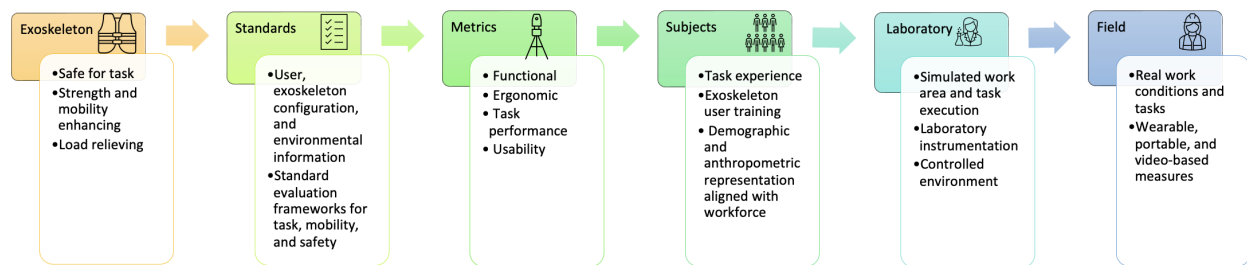 Exoskeleton
•Safe for task
•Strength and
mobility
enhancing
•Load relieving
Standards
•User,
exoskeleton
configuration,
and
environmental
information
•Standard
evaluation
frameworks for
task, mobility,
and safety
Metrics
• Functional
• Ergonomic
• Task
performance
• Usability
Subjects
•Task experience
•Exoskeleton
user training
• Demographic
and
anthropometric
representation
aligned with
workforce
Laboratory
•Simulated work
area and task
execution
•Laboratory
instrumentation
•Controlled
environment
Field
•Real work
conditions and
tasks
•Wearable,
portable, and
video-based
measures